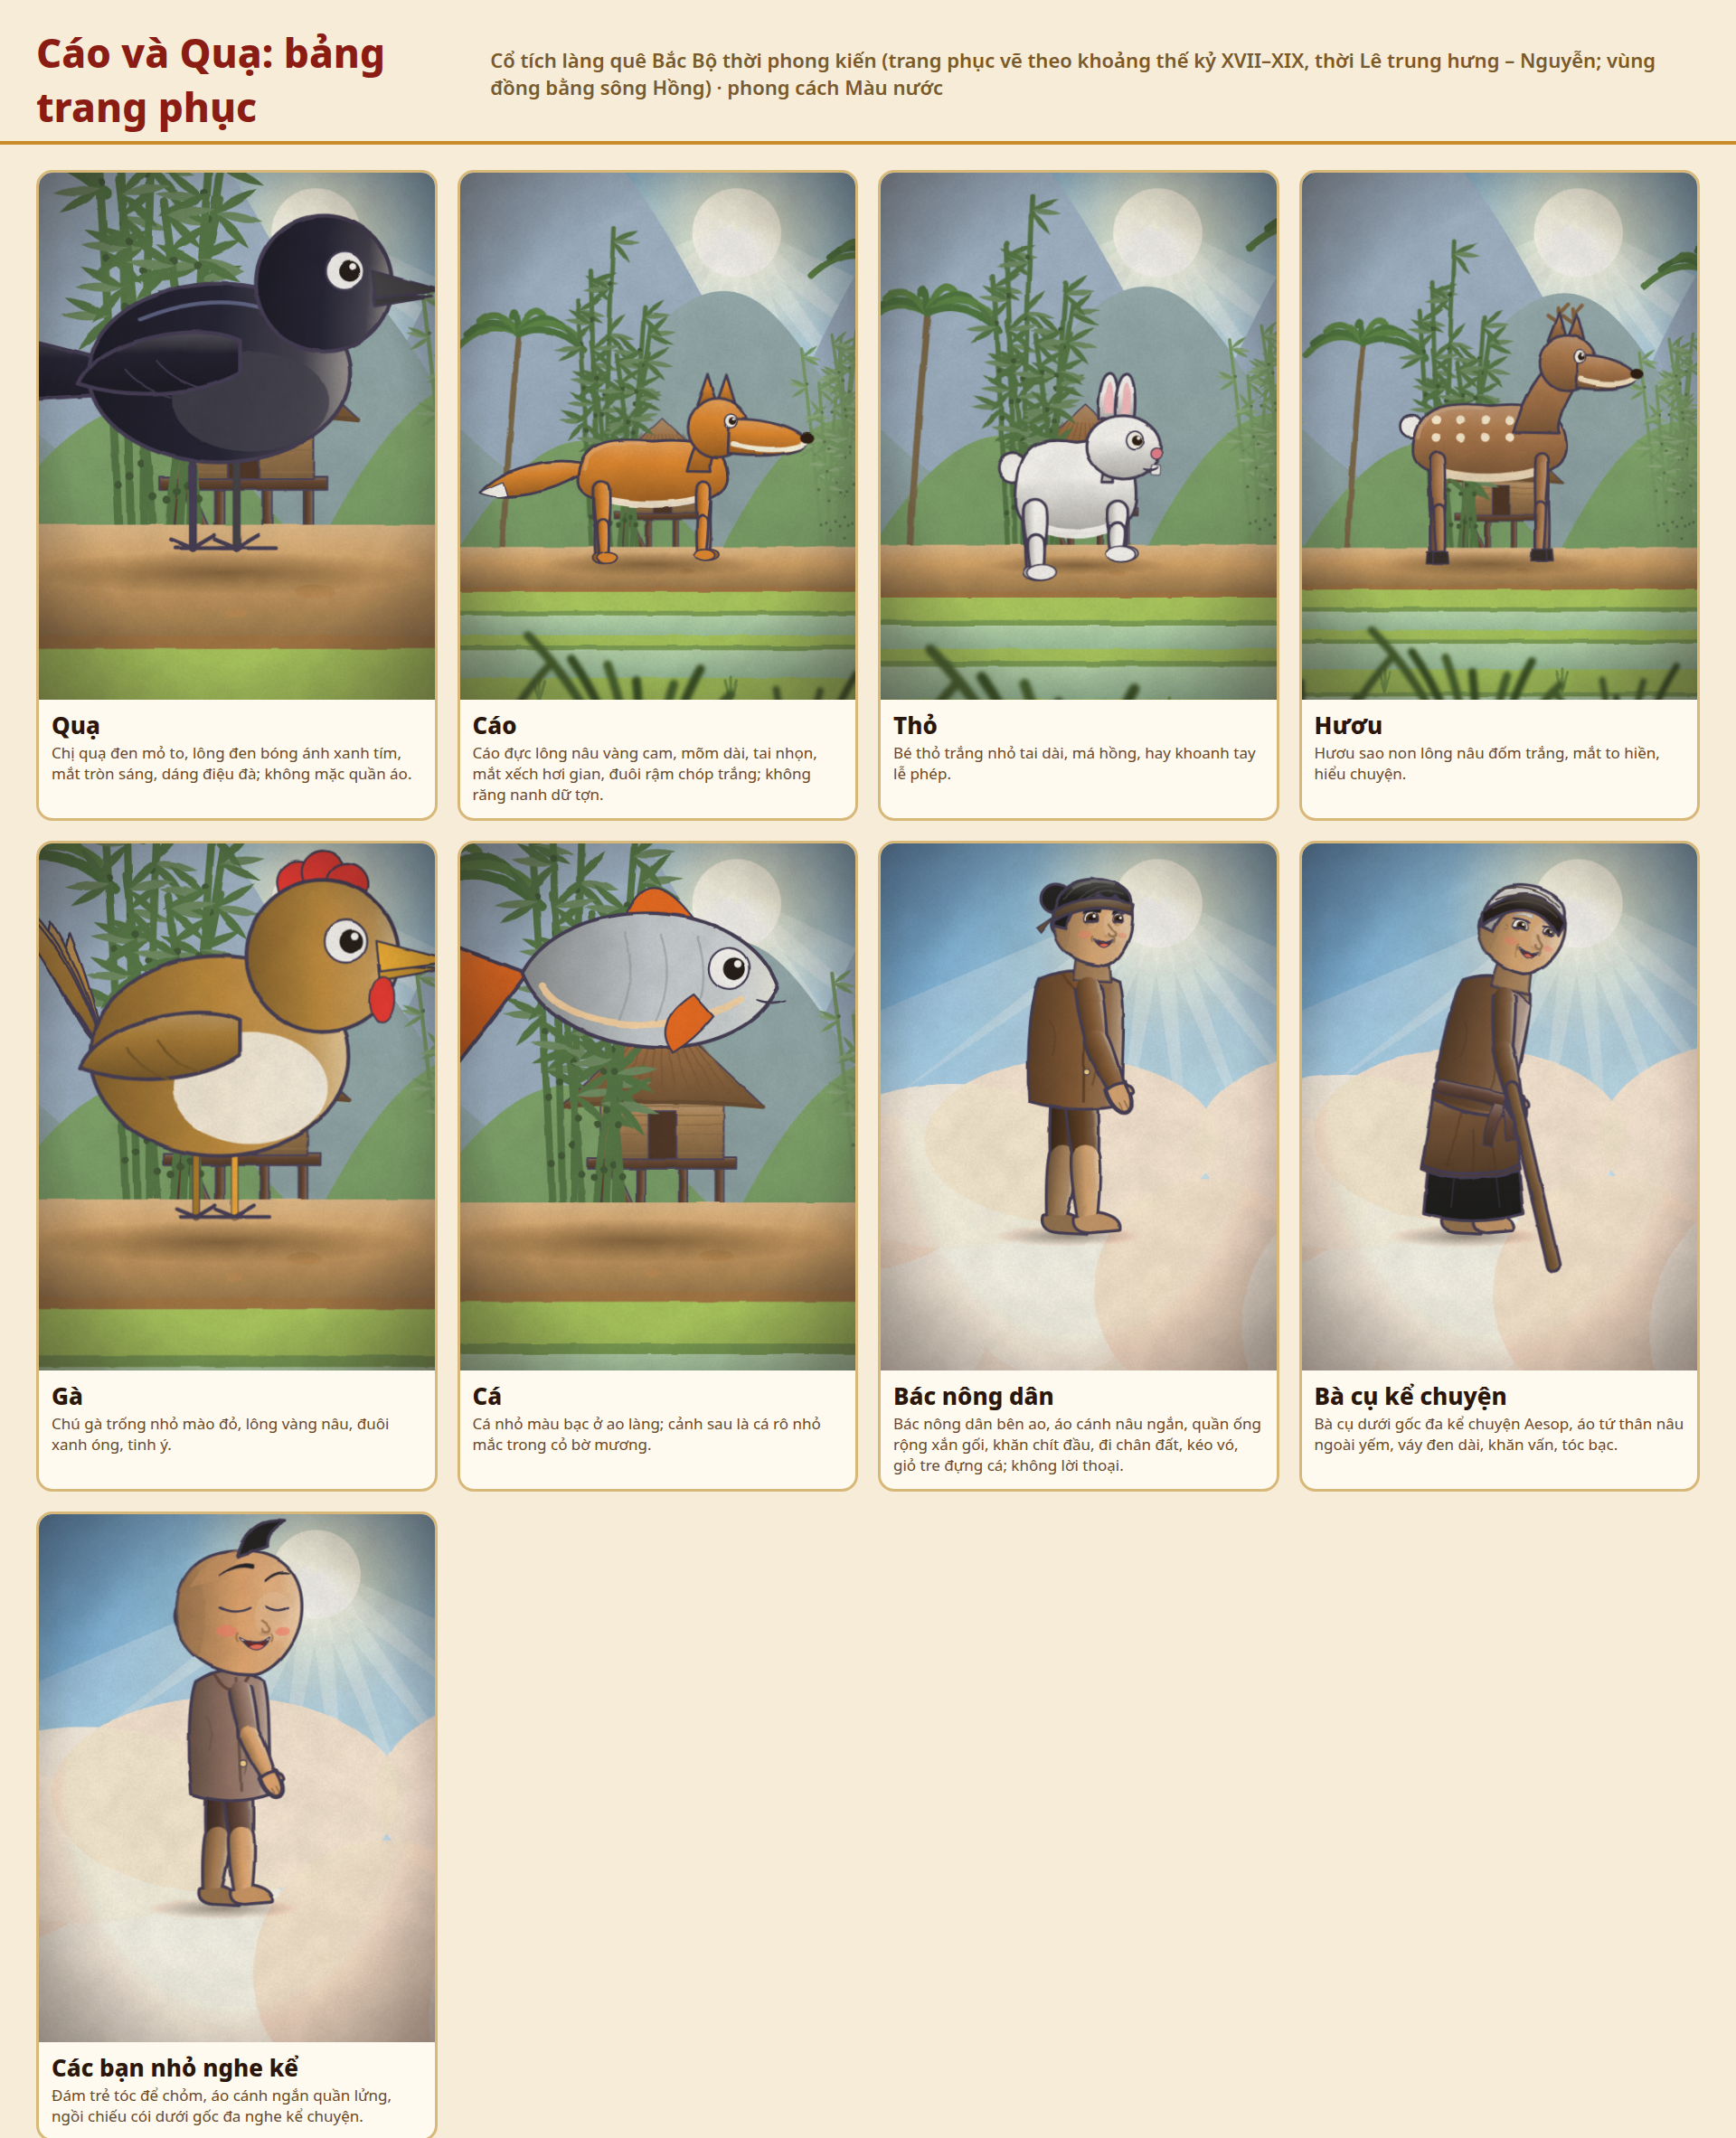 Cáo và Quạ: bảng
trang phục
Cổ tích làng quê Bắc Bộ thời phong kiến (trang phục vẽ theo khoảng thế kỷ XVII–XIX, thời Lê trung hưng – Nguyễn; vùng
đồng bằng sông Hồng) · phong cách Màu nước
Quạ
Chị quạ đen mỏ to, lông đen bóng ánh xanh tím,
mắt tròn sáng, dáng điệu đà; không mặc quần áo.
Cáo
Cáo đực lông nâu vàng cam, mõm dài, tai nhọn,
mắt xếch hơi gian, đuôi rậm chóp trắng; không
răng nanh dữ tợn.
Thỏ
Bé thỏ trắng nhỏ tai dài, má hồng, hay khoanh tay
lễ phép.
Hươu
Hươu sao non lông nâu đốm trắng, mắt to hiền,
hiểu chuyện.
Gà
Chú gà trống nhỏ mào đỏ, lông vàng nâu, đuôi
xanh óng, tinh ý.
Cá
Cá nhỏ màu bạc ở ao làng; cảnh sau là cá rô nhỏ
mắc trong cỏ bờ mương.
Bác nông dân
Bác nông dân bên ao, áo cánh nâu ngắn, quần ống
rộng xắn gối, khăn chít đầu, đi chân đất, kéo vó,
giỏ tre đựng cá; không lời thoại.
Bà cụ kể chuyện
Bà cụ dưới gốc đa kể chuyện Aesop, áo tứ thân nâu
ngoài yếm, váy đen dài, khăn vấn, tóc bạc.
Các bạn nhỏ nghe kể
Đám trẻ tóc để chỏm, áo cánh ngắn quần lửng,
ngồi chiếu cói dưới gốc đa nghe kể chuyện.